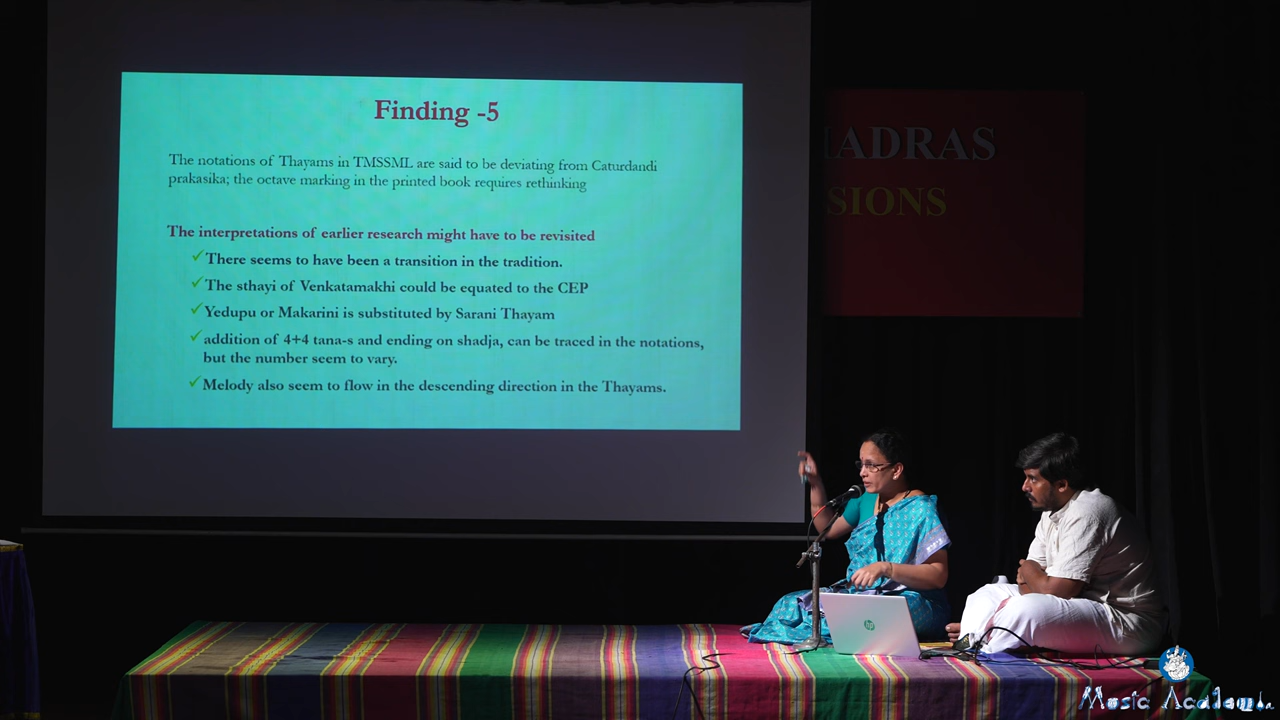 Finding -5
The notations of Thayams in TMSSML are said to be deviating from Caturdandi
prakasika; the octave marking in the printed book requires rethinking
The interpretations of earlier research might have to be revisited
✓There seems to have been a transition in the tradition.
✓The sthayi of Venkatamakhi could be equated to the CEP
✓Yedupu or Makarini is substituted by Sarani Thayam
✓addition of 4+4 tana-s and ending on shadja, can be traced in the notations,
but the number seem to vary.
✓Melody also seem to flow in the descending direction in the Thayams.
ADRAS
SIONS
hp
Music Academy